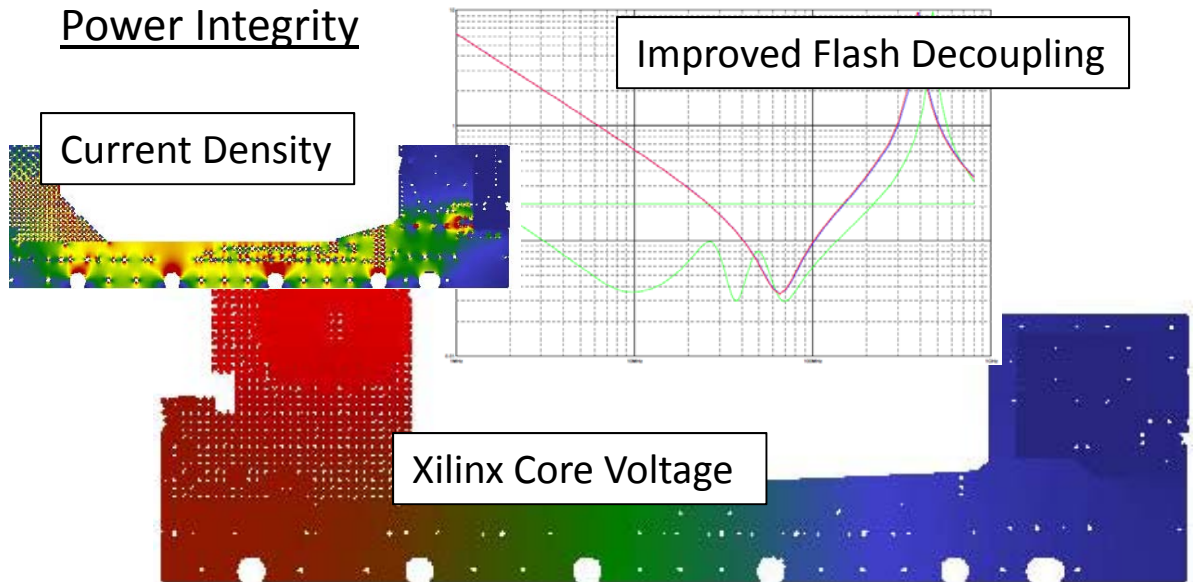 Power Integrity
Improved Flash Decoupling
Current Density
Xilinx Core Voltage